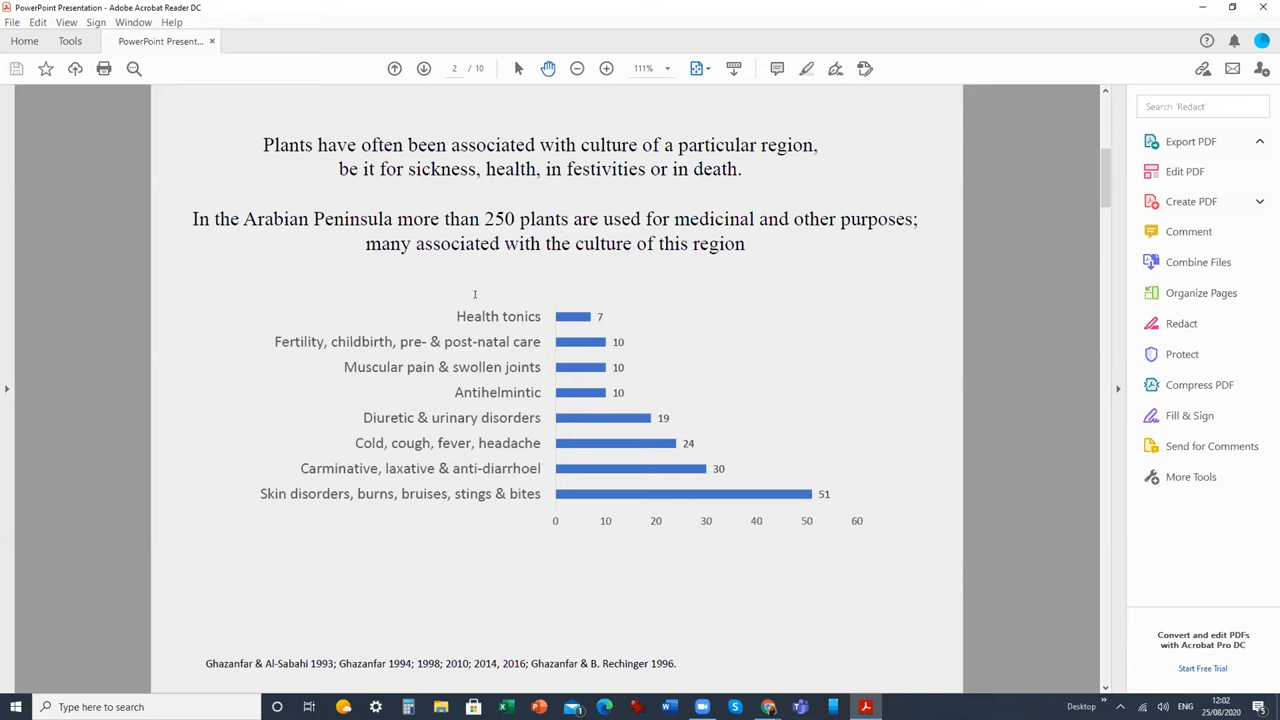 PowerPoint Presentation - Adobe Acrobat Reader DC
File Edit View Sign Window Help
Home Tools PowerPoint Present... ×
2 / 10 111%
Search 'Redact'
Plants have often been associated with culture of a particular region,
be it for sickness, health, in festivities or in death.
In the Arabian Peninsula more than 250 plants are used for medicinal and other purposes;
many associated with the culture of this region
Health tonics 7
Fertility, childbirth, pre- & post-natal care 10
Muscular pain & swollen joints 10
Antihelmintic 10
Diuretic & urinary disorders 19
Cold, cough, fever, headache 24
Carminative, laxative & anti-diarrhoel 30
Skin disorders, burns, bruises, stings & bites 51
0 10 20 30 40 50 60
Ghazanfar & Al-Sabahi 1993; Ghazanfar 1994; 1998; 2010; 2014, 2016; Ghazanfar & B. Rechinger 1996.
Export PDF
Edit PDF
Create PDF
Comment
Combine Files
Organize Pages
Redact
Protect
Compress PDF
Fill & Sign
Send for Comments
More Tools
Convert and edit PDFs
with Acrobat Pro DC
Start Free Trial
Type here to search
Desktop
ENG
12:02
25/08/2020